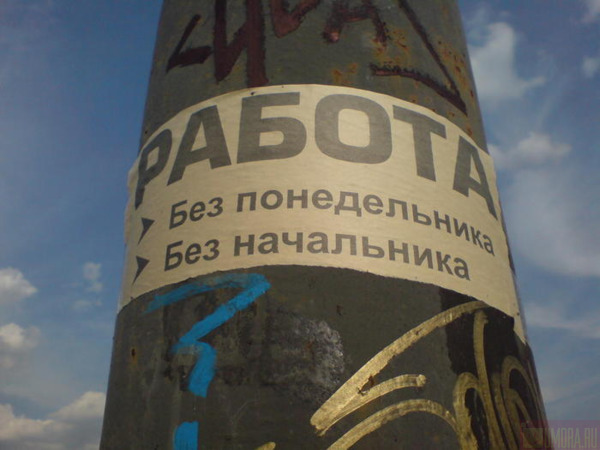 РАБОТА
Без понедельника
Без начальника